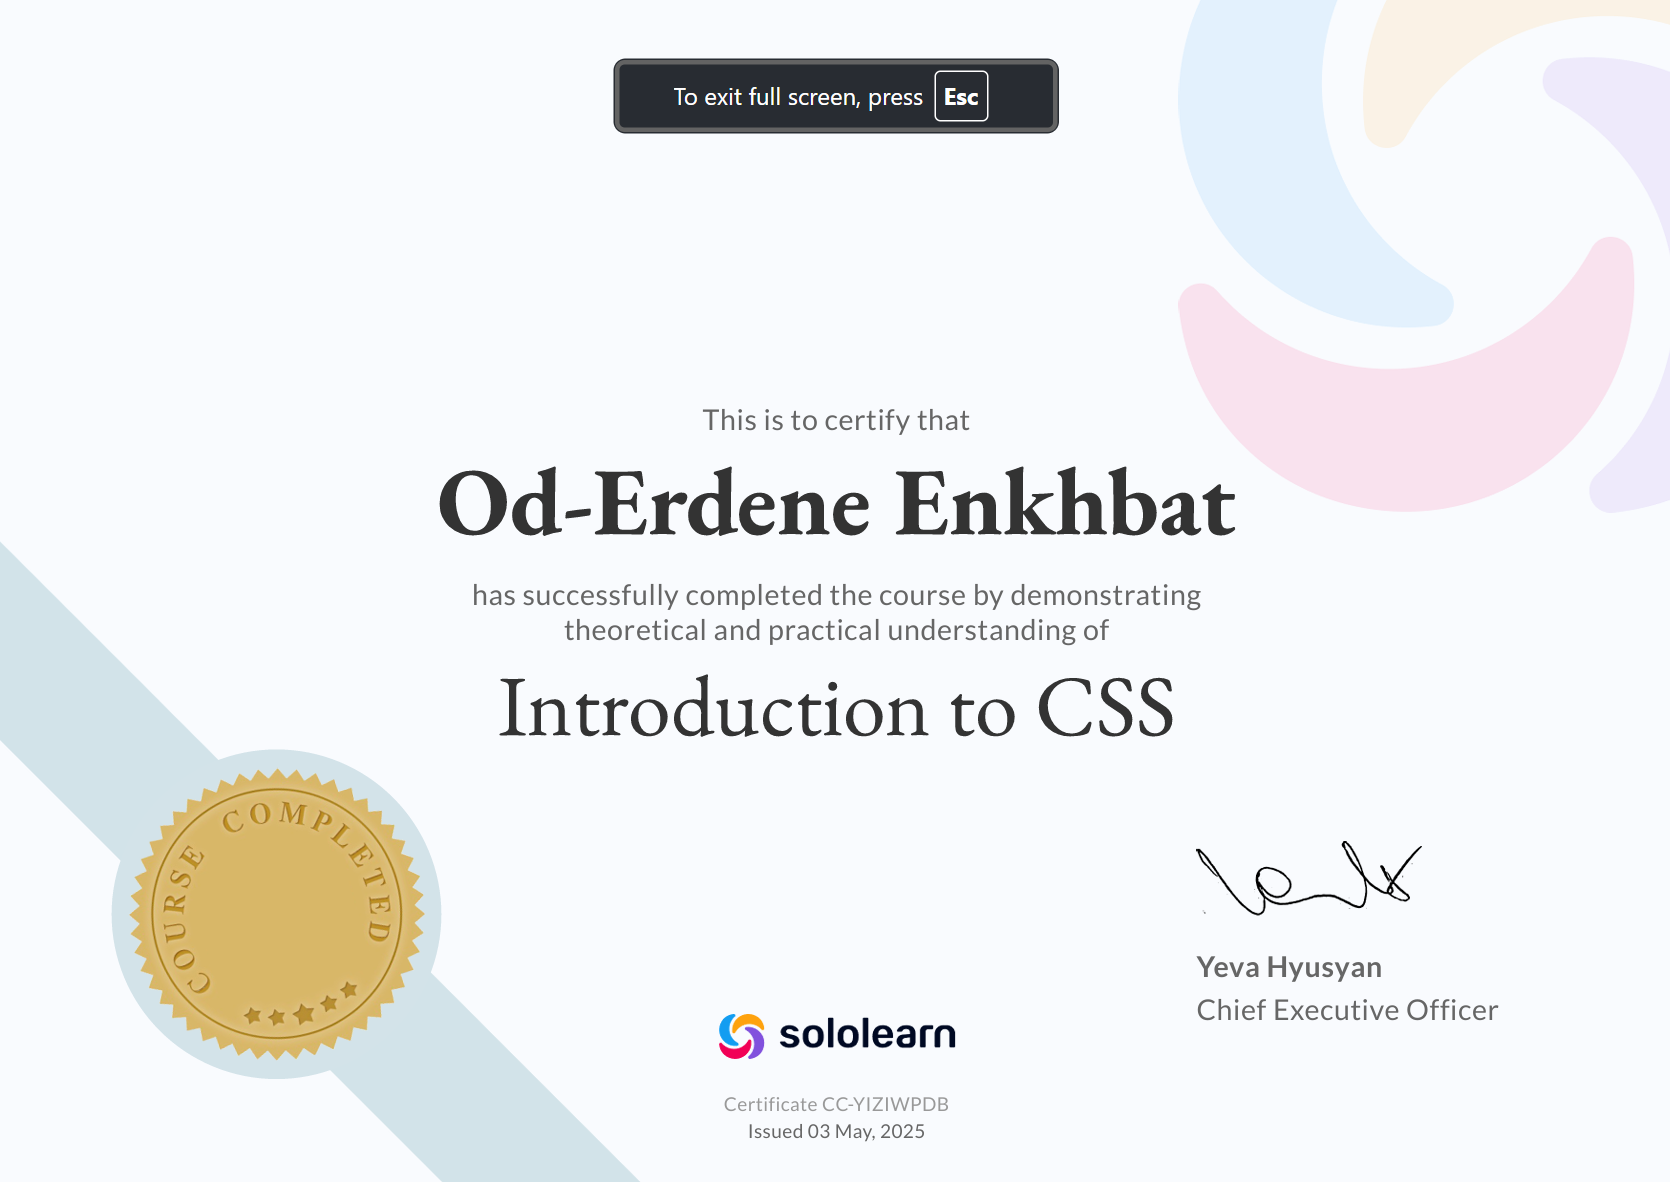 To exit full screen, press Esc
This is to certify that
Od-Erdene Enkhbat
has successfully completed the course by demonstrating
theoretical and practical understanding of
Introduction to CSS
COURSE COMPLETED
Yeva Hyusyan
Chief Executive Officer
sololearn
Certificate CC-YIZIWPDB
Issued 03 May, 2025